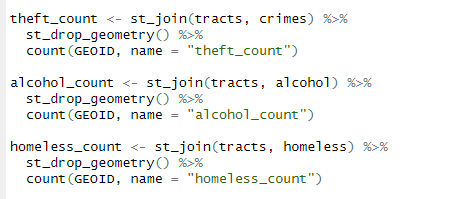 theft_count <- st_join(tracts, crimes) %>%
  st_drop_geometry() %>%
  count(GEOID, name = "theft_count")

alcohol_count <- st_join(tracts, alcohol) %>%
  st_drop_geometry() %>%
  count(GEOID, name = "alcohol_count")

homeless_count <- st_join(tracts, homeless) %>%
  st_drop_geometry() %>%
  count(GEOID, name = "homeless_count")